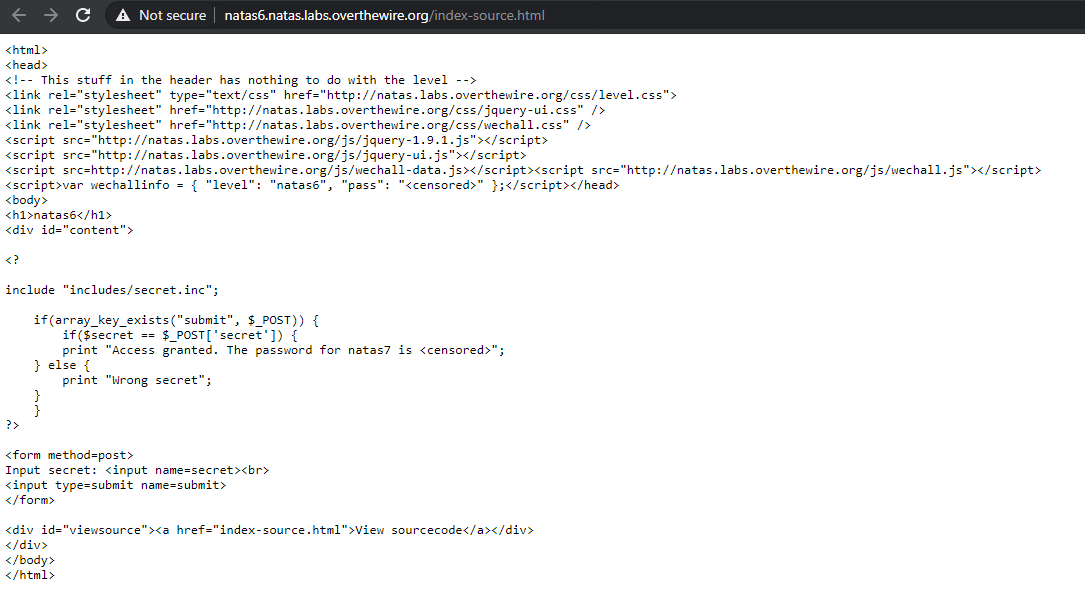 Not secure | natas6.natas.labs.overthewire.org/index-source.html
<html>
<head>
<!-- This stuff in the header has nothing to do with the level -->
<link rel="stylesheet" type="text/css" href="http://natas.labs.overthewire.org/css/level.css">
<link rel="stylesheet" href="http://natas.labs.overthewire.org/css/jquery-ui.css" />
<link rel="stylesheet" href="http://natas.labs.overthewire.org/css/wechall.css" />
<script src="http://natas.labs.overthewire.org/js/jquery-1.9.1.js"></script>
<script src="http://natas.labs.overthewire.org/js/jquery-ui.js"></script>
<script src=http://natas.labs.overthewire.org/js/wechall-data.js></script><script src="http://natas.labs.overthewire.org/js/wechall.js"></script>
<script>var wechallinfo = { "level": "natas6", "pass": "<censored>" };</script></head>
<body>
<h1>natas6</h1>
<div id="content">
<?
include "includes/secret.inc";
if(array_key_exists("submit", $_POST)) {
if($secret == $_POST['secret']) {
print "Access granted. The password for natas7 is <censored>";
} else {
print "Wrong secret";
}
}
?>
<form method=post>
Input secret: <input name=secret><br>
<input type=submit name=submit>
</form>
<div id="viewsource"><a href="index-source.html">View sourcecode</a></div>
</div>
</body>
</html>